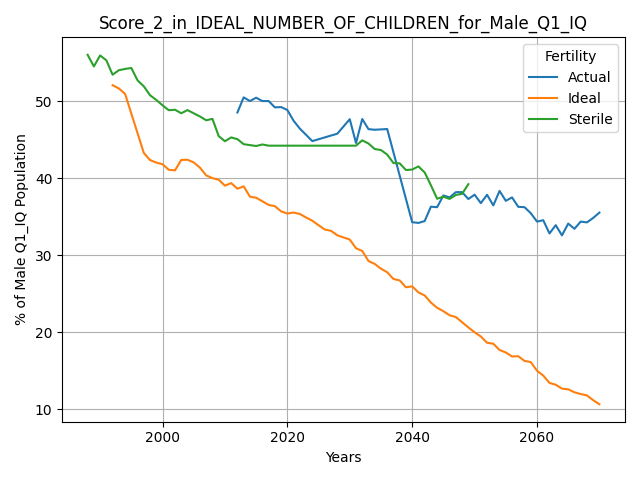 Score_2_in_IDEAL_NUMBER_OF_CHILDREN_for_Male_Q1_IQ
Fertility
Actual
Ideal
Sterile
% of Male Q1_IQ Population
50
40
30
20
10
2000 2020 2040 2060
Years